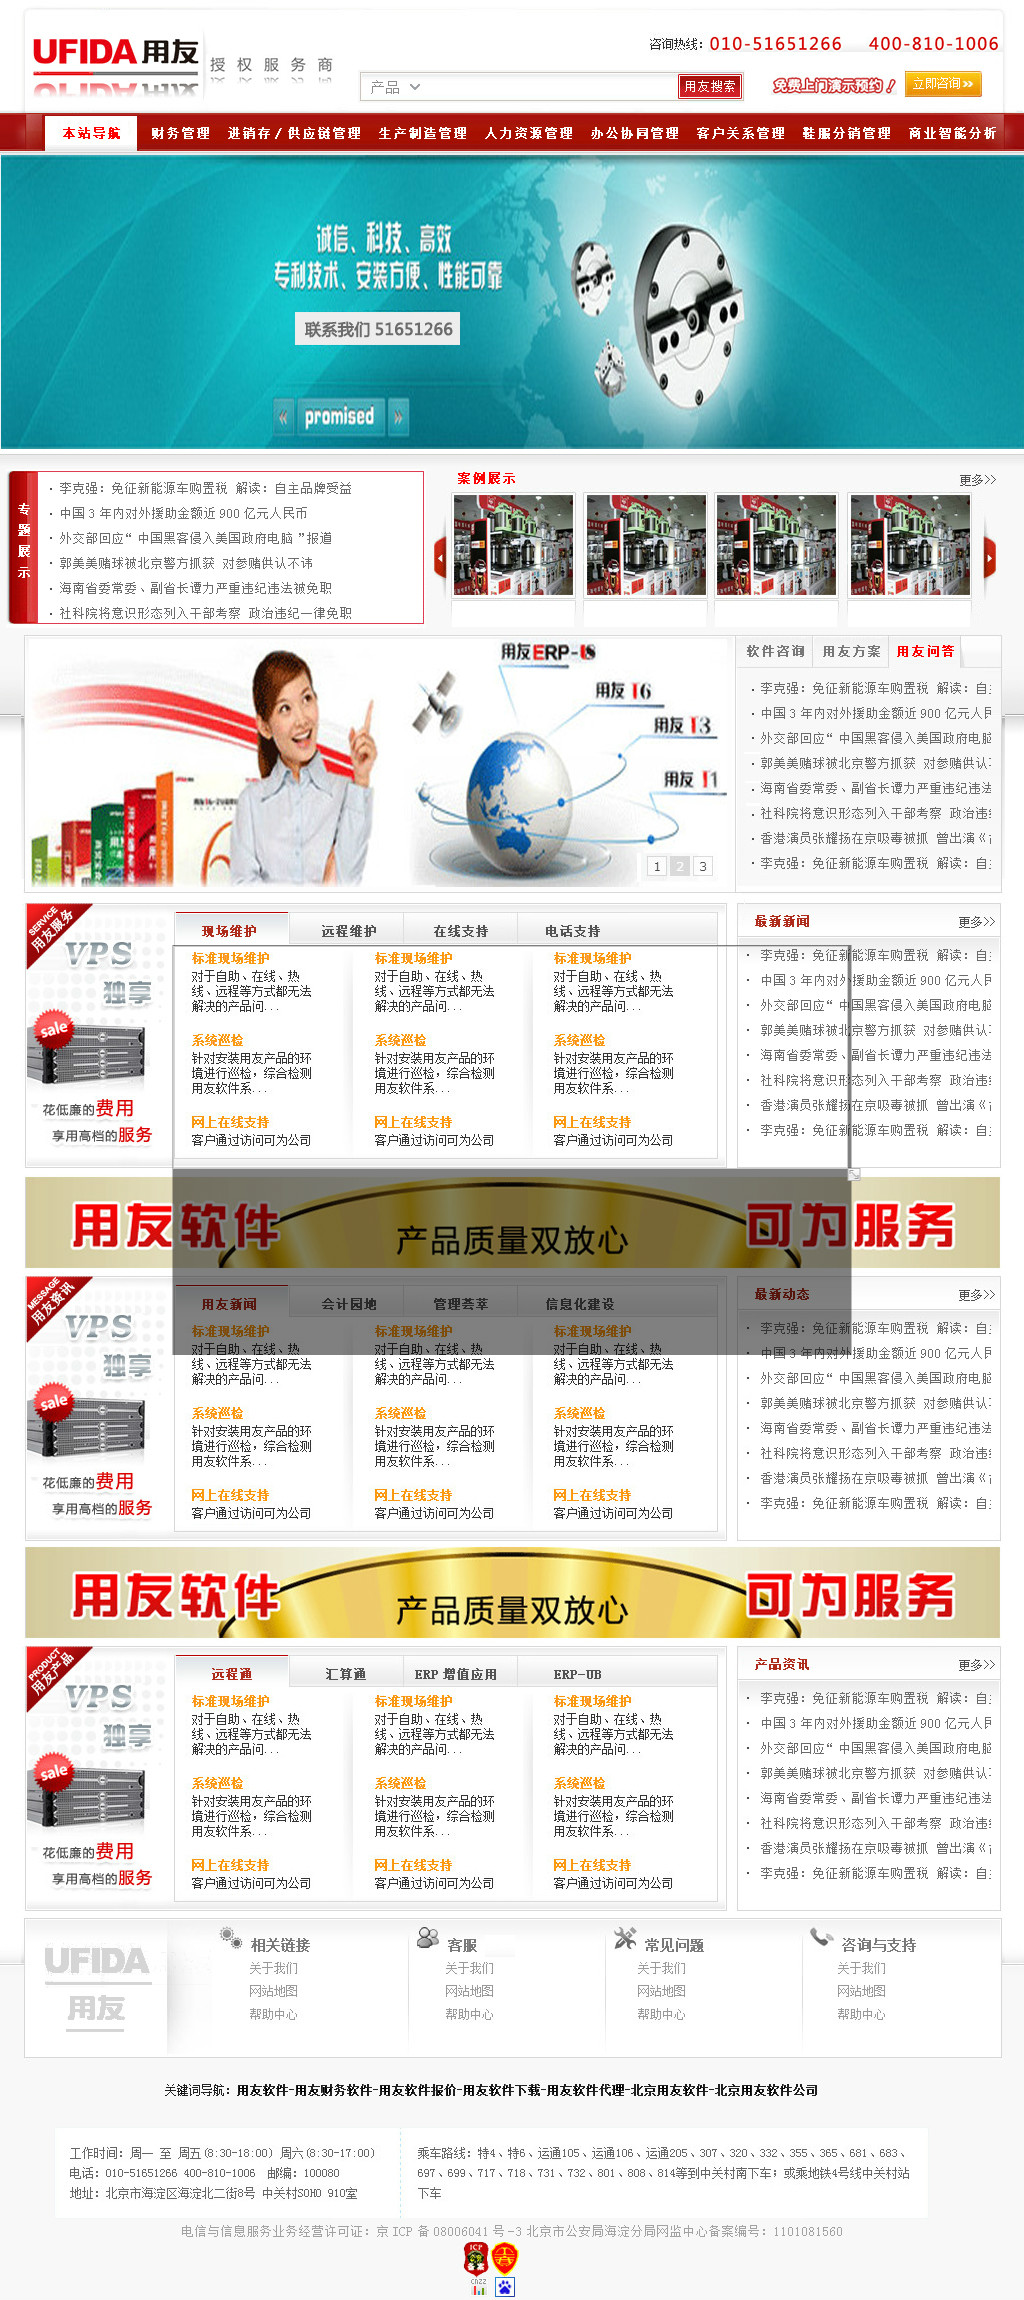 UFIDA 用友
授权服务商
咨询热线：010-51651266 400-810-1006
产品 用友搜索
免费上门演示预约！ 立即咨询>>
本站导航 财务管理 进销存/供应链管理 生产制造管理 人力资源管理 办公协同管理 客户关系管理 鞋服分销管理 商业智能分析
诚信、科技、高效
专利技术、安装方便、性能可靠
联系我们 51651266
« promised »
专题展示
· 李克强：免征新能源车购置税 解读：自主品牌受益
· 中国 3 年内对外援助金额近 900 亿元人民币
· 外交部回应“ 中国黑客侵入美国政府电脑 ”报道
· 郭美美赌球被北京警方抓获 对参赌供认不讳
· 海南省委常委、副省长谭力严重违纪违法被免职
· 社科院将意识形态列入干部考察 政治违纪一律免职
案例展示 更多>>
用友ERP-U8
用友 T6
用友 T3
用友 T1
1 2 3
软件咨询 用友方案 用友问答
· 李克强：免征新能源车购置税 解读：自
· 中国 3 年内对外援助金额近 900 亿元人民
· 外交部回应“ 中国黑客侵入美国政府电脑
· 郭美美赌球被北京警方抓获 对参赌供认
· 海南省委常委、副省长谭力严重违纪违法
社科院将意识形态列入干部考察 政治违
香港演员张耀扬在京吸毒被抓 曾出演《
· 李克强：免征新能源车购置税 解读：自
SERVICE
用友服务
VPS
独享
sale
花低廉的费用
享用高档的服务
现场维护 远程维护 在线支持 电话支持
标准现场维护 标准现场维护 标准现场维护
对于自助、在线、热 对于自助、在线、热 对于自助、在线、热
线、远程等方式都无法 线、远程等方式都无法 线、远程等方式都无法
解决的产品问... 解决的产品问... 解决的产品问...
系统巡检 系统巡检 系统巡检
针对安装用友产品的环 针对安装用友产品的环 针对安装用友产品的环
境进行巡检，综合检测 境进行巡检，综合检测 境进行巡检，综合检测
用友软件系... 用友软件系... 用友软件系...
网上在线支持 网上在线支持 网上在线支持
客户通过访问可为公司 客户通过访问可为公司 客户通过访问可为公司
最新新闻 更多>>
· 李克强：免征新能源车购置税 解读：自
· 中国 3 年内对外援助金额近 900 亿元人民
· 外交部回应“ 中国黑客侵入美国政府电脑
· 郭美美赌球被北京警方抓获 对参赌供认
· 海南省委常委、副省长谭力严重违纪违法
· 社科院将意识形态列入干部考察 政治违
· 香港演员张耀扬在京吸毒被抓 曾出演《
· 李克强：免征新能源车购置税 解读：自
用友软件 产品质量双放心 可为服务
MESSAGE
用友资讯
VPS
独享
sale
花低廉的费用
享用高档的服务
用友新闻 会计园地 管理荟萃 信息化建设
标准现场维护 标准现场维护 标准现场维护
对于自助、在线、热 对于自助、在线、热 对于自助、在线、热
线、远程等方式都无法 线、远程等方式都无法 线、远程等方式都无法
解决的产品问... 解决的产品问... 解决的产品问...
系统巡检 系统巡检 系统巡检
针对安装用友产品的环 针对安装用友产品的环 针对安装用友产品的环
境进行巡检，综合检测 境进行巡检，综合检测 境进行巡检，综合检测
用友软件系... 用友软件系... 用友软件系...
网上在线支持 网上在线支持 网上在线支持
客户通过访问可为公司 客户通过访问可为公司 客户通过访问可为公司
最新动态 更多>>
· 李克强：免征新能源车购置税 解读：自
· 中国 3 年内对外援助金额近 900 亿元人民
· 外交部回应“ 中国黑客侵入美国政府电脑
· 郭美美赌球被北京警方抓获 对参赌供认
· 海南省委常委、副省长谭力严重违纪违法
· 社科院将意识形态列入干部考察 政治违
· 香港演员张耀扬在京吸毒被抓 曾出演《
· 李克强：免征新能源车购置税 解读：自
用友软件 产品质量双放心 可为服务
PRODUCT
用友产品
VPS
独享
sale
花低廉的费用
享用高档的服务
远程通 汇算通 ERP 增值应用 ERP-UB
标准现场维护 标准现场维护 标准现场维护
对于自助、在线、热 对于自助、在线、热 对于自助、在线、热
线、远程等方式都无法 线、远程等方式都无法 线、远程等方式都无法
解决的产品问... 解决的产品问... 解决的产品问...
系统巡检 系统巡检 系统巡检
针对安装用友产品的环 针对安装用友产品的环 针对安装用友产品的环
境进行巡检，综合检测 境进行巡检，综合检测 境进行巡检，综合检测
用友软件系... 用友软件系... 用友软件系...
网上在线支持 网上在线支持 网上在线支持
客户通过访问可为公司 客户通过访问可为公司 客户通过访问可为公司
产品资讯 更多>>
· 李克强：免征新能源车购置税 解读：自
· 中国 3 年内对外援助金额近 900 亿元人民
· 外交部回应“ 中国黑客侵入美国政府电脑
· 郭美美赌球被北京警方抓获 对参赌供认
· 海南省委常委、副省长谭力严重违纪违法
· 社科院将意识形态列入干部考察 政治违
· 香港演员张耀扬在京吸毒被抓 曾出演《
· 李克强：免征新能源车购置税 解读：自
UFIDA
用友
相关链接 客服 常见问题 咨询与支持
关于我们 关于我们 关于我们 关于我们
网站地图 网站地图 网站地图 网站地图
帮助中心 帮助中心 帮助中心 帮助中心
关键词导航：用友软件-用友财务软件-用友软件报价-用友软件下载-用友软件代理-北京用友软件-北京用友软件公司
工作时间：周一 至 周五(8:30-18:00) 周六(8:30-17:00)
电话：010-51651266 400-810-1006 邮编：100080
地址：北京市海淀区海淀北二街8号 中关村SOHO 910室
乘车路线：特4、特6、运通105、运通106、运通205、307、320、332、355、365、681、683、
697、699、717、718、731、732、801、808、814等到中关村南下车；或乘地铁4号线中关村站
下车
电信与信息服务业务经营许可证：京 ICP 备 08006041 号-3 北京市公安局海淀分局网监中心备案编号：1101081560
ICP
CNZZ